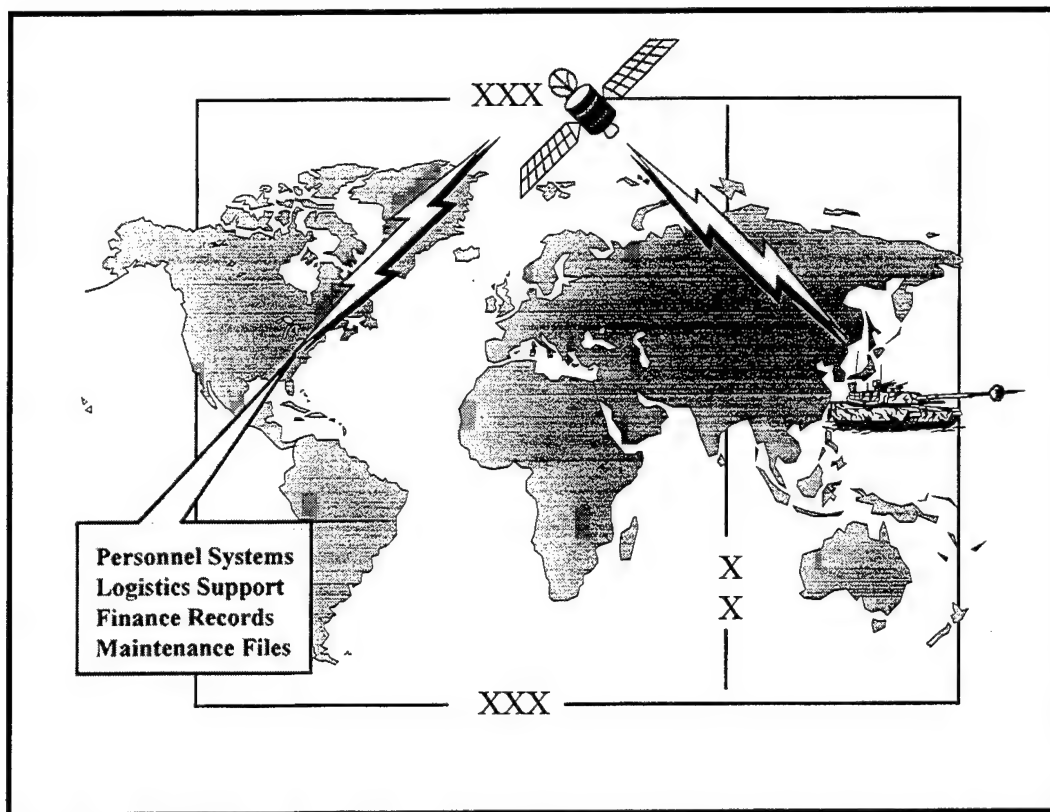 XXX
Personnel Systems
Logistics Support
Finance Records
Maintenance Files
X
X
XXX